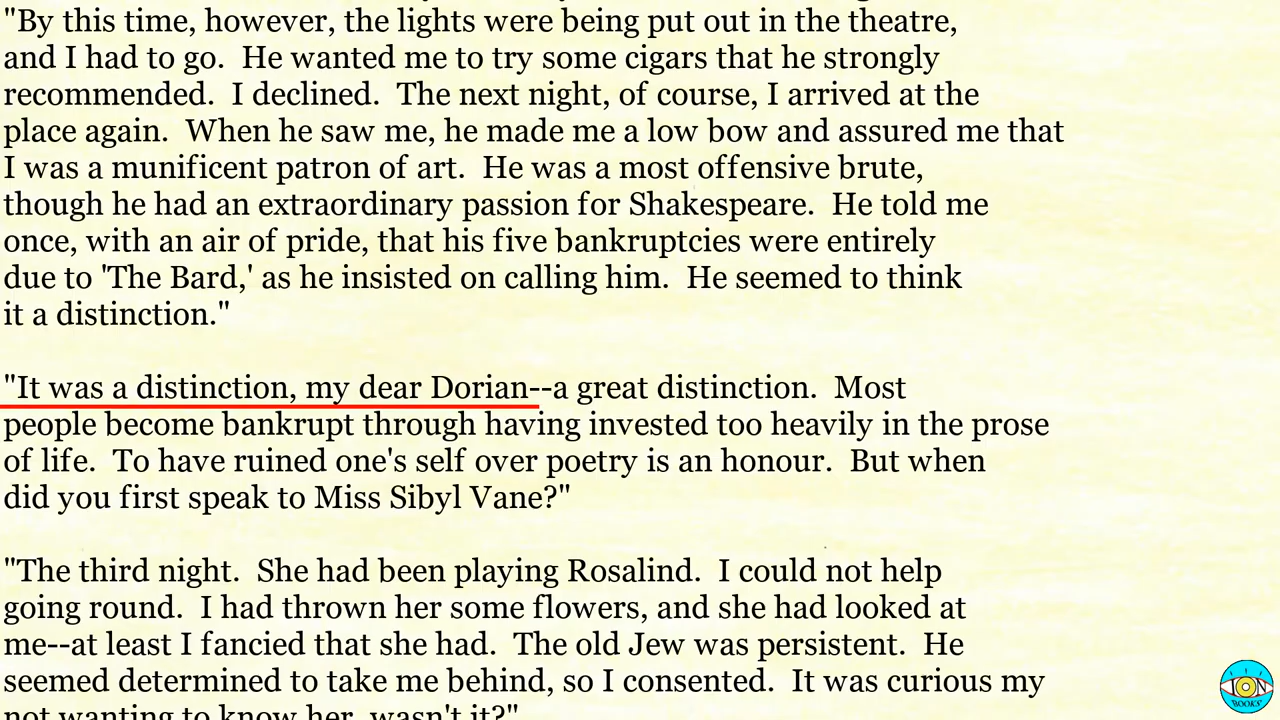 "By this time, however, the lights were being put out in the theatre,
and I had to go.  He wanted me to try some cigars that he strongly
recommended.  I declined.  The next night, of course, I arrived at the
place again.  When he saw me, he made me a low bow and assured me that
I was a munificent patron of art.  He was a most offensive brute,
though he had an extraordinary passion for Shakespeare.  He told me
once, with an air of pride, that his five bankruptcies were entirely
due to 'The Bard,' as he insisted on calling him.  He seemed to think
it a distinction."
"It was a distinction, my dear Dorian--a great distinction.  Most
people become bankrupt through having invested too heavily in the prose
of life.  To have ruined one's self over poetry is an honour.  But when
did you first speak to Miss Sibyl Vane?"
"The third night.  She had been playing Rosalind.  I could not help
going round.  I had thrown her some flowers, and she had looked at
me--at least I fancied that she had.  The old Jew was persistent.  He
seemed determined to take me behind, so I consented.  It was curious my
not wanting to know her, wasn't it?"
ION
BOOKS